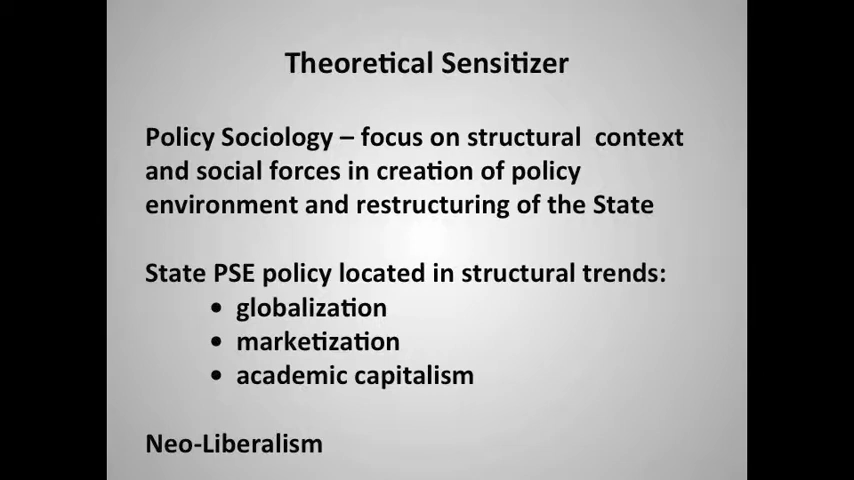 Theoretical Sensitizer
Policy Sociology – focus on structural context
and social forces in creation of policy
environment and restructuring of the State
State PSE policy located in structural trends:
• globalization
• marketization
• academic capitalism
Neo-Liberalism